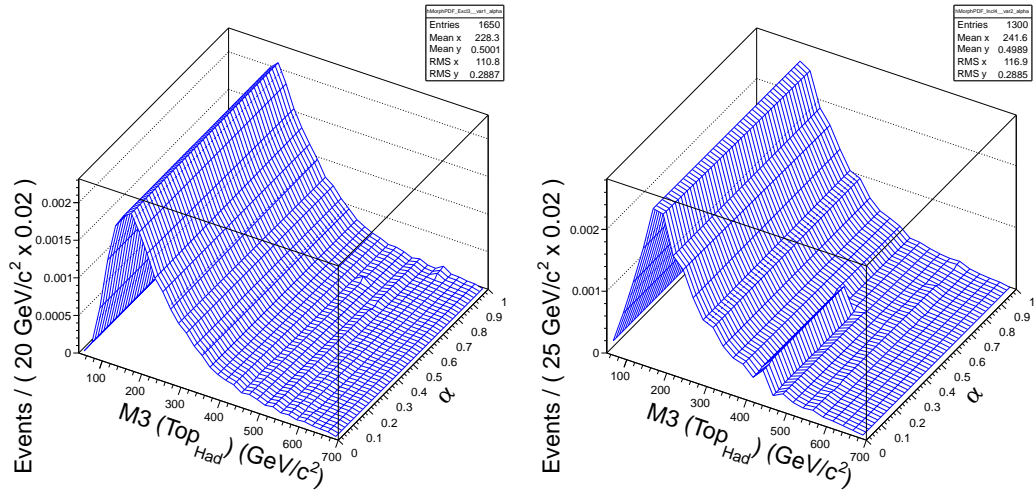 hMorphPDF_Excl3__var1_alpha
Entries 1650
Mean x 228.3
Mean y 0.5001
RMS x 110.8
RMS y 0.2887
Events / ( 20 GeV/c² x 0.02 )
0.002
0.0015
0.001
0.0005
0
100
200
300
400
500
600
700
M3 (Top_Had) (GeV/c²)
0
0.1
0.2
0.3
0.4
0.5
0.6
0.7
0.8
0.9
1
α
hMorphPDF_Incl4__var2_alpha
Entries 1300
Mean x 241.6
Mean y 0.4989
RMS x 116.9
RMS y 0.2885
Events / ( 25 GeV/c² x 0.02 )
0.002
0.001
0
100
200
300
400
500
600
700
M3 (Top_Had) (GeV/c²)
0
0.1
0.2
0.3
0.4
0.5
0.6
0.7
0.8
0.9
1
α